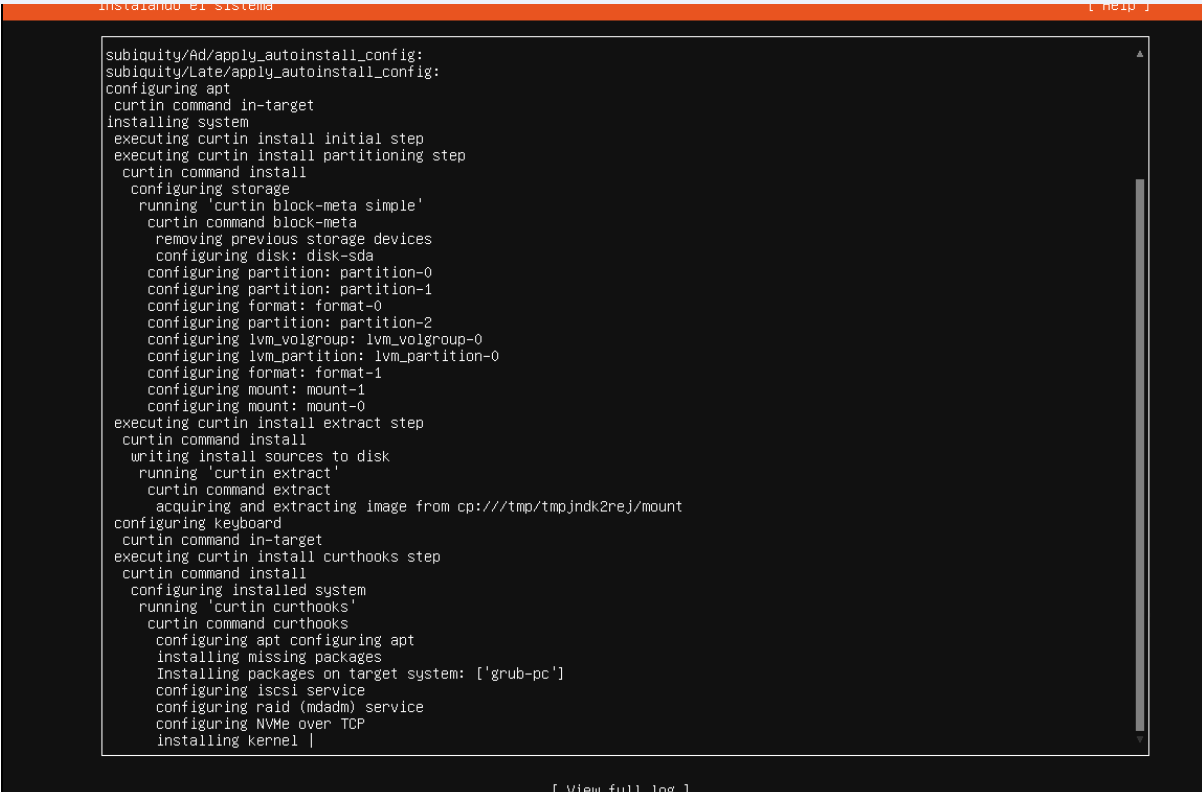 Instalando el sistema
[ Help ]
subiquity/Ad/apply_autoinstall_config:
subiquity/Late/apply_autoinstall_config:
configuring apt
curtin command in-target
installing system
executing curtin install initial step
executing curtin install partitioning step
curtin command install
configuring storage
running 'curtin block-meta simple'
curtin command block-meta
removing previous storage devices
configuring disk: disk-sda
configuring partition: partition-0
configuring partition: partition-1
configuring format: format-0
configuring partition: partition-2
configuring lvm_volgroup: lvm_volgroup-0
configuring lvm_partition: lvm_partition-0
configuring format: format-1
configuring mount: mount-1
configuring mount: mount-0
executing curtin install extract step
curtin command install
writing install sources to disk
running 'curtin extract'
curtin command extract
acquiring and extracting image from cp:///tmp/tmpjndk2rej/mount
configuring keyboard
curtin command in-target
executing curtin install curthooks step
curtin command install
configuring installed system
running 'curtin curthooks'
curtin command curthooks
configuring apt configuring apt
installing missing packages
Installing packages on target system: ['grub-pc']
configuring iscsi service
configuring raid (mdadm) service
configuring NVMe over TCP
installing kernel |
[ View full log ]